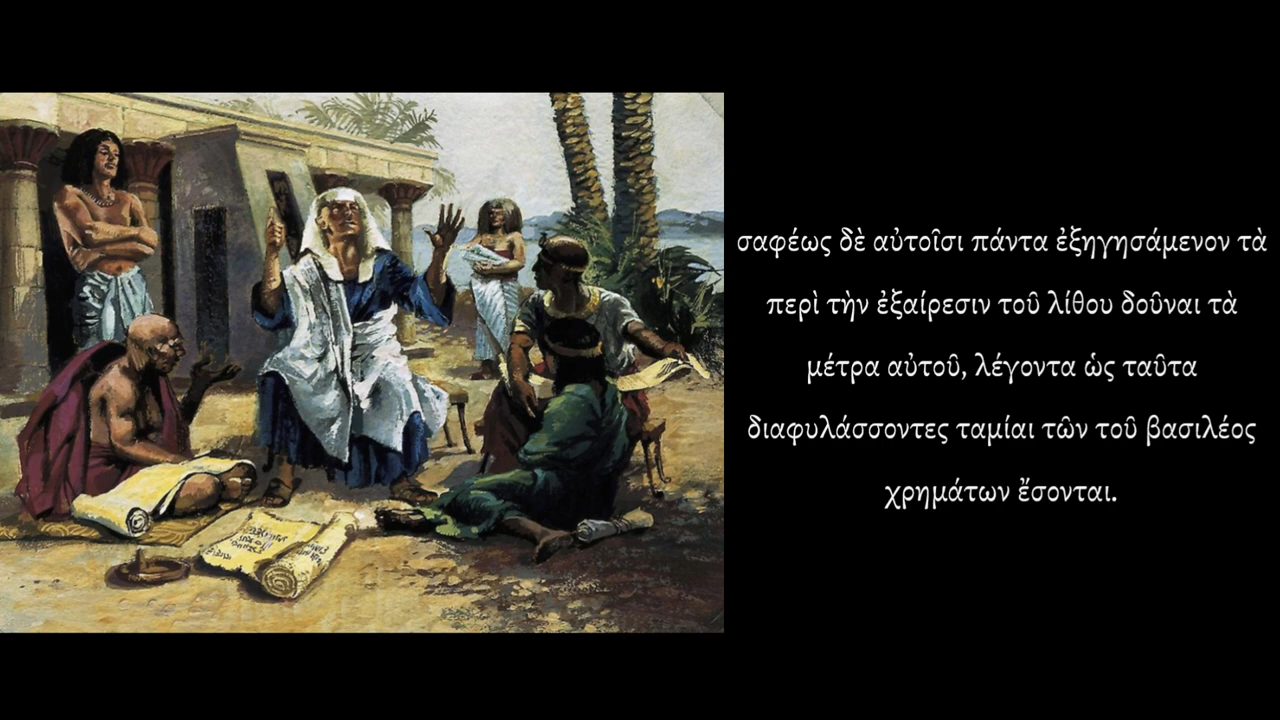 σαφέως δὲ αὐτοῖσι πάντα ἐξηγησάμενον τὰ
περὶ τὴν ἐξαίρεσιν τοῦ λίθου δοῦναι τὰ
μέτρα αὐτοῦ, λέγοντα ὡς ταῦτα
διαφυλάσσοντες ταμίαι τῶν τοῦ βασιλέος
χρημάτων ἔσονται.